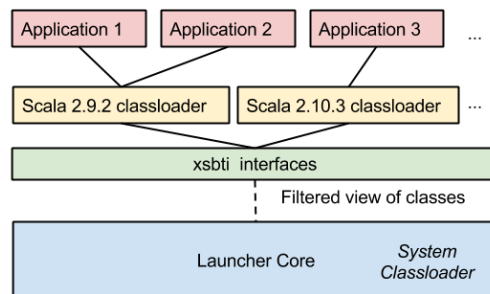 Application 1
Application 2
Application 3
...
Scala 2.9.2 classloader
Scala 2.10.3 classloader
...
xsbti interfaces
Filtered view of classes
Launcher Core
System
Classloader